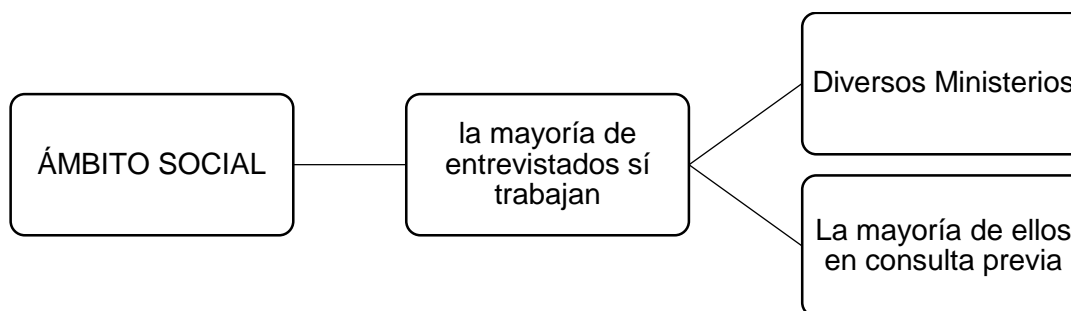 ÁMBITO SOCIAL
la mayoría de
entrevistados sí
trabajan
Diversos Ministerios
La mayoría de ellos
en consulta previa